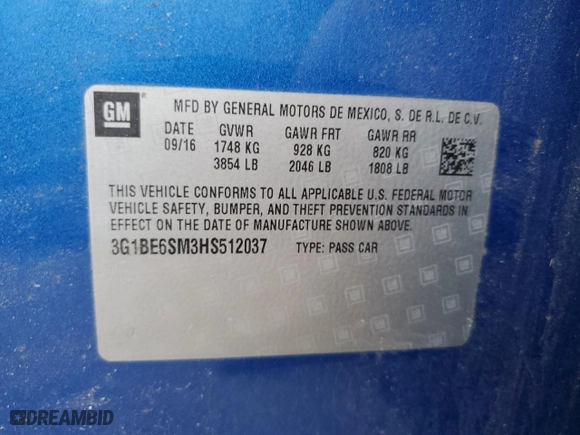 GM ®
MFD BY GENERAL MOTORS DE MEXICO, S. DE R.L. DE C.V.
DATE GVWR GAWR FRT GAWR RR
09/16 1748 KG 928 KG 820 KG
3854 LB 2046 LB 1808 LB
THIS VEHICLE CONFORMS TO ALL APPLICABLE U.S. FEDERAL MOTOR
VEHICLE SAFETY, BUMPER, AND THEFT PREVENTION STANDARDS IN
EFFECT ON THE DATE OF MANUFACTURE SHOWN ABOVE.
3G1BE6SM3HS512037 TYPE: PASS CAR
DREAMBID